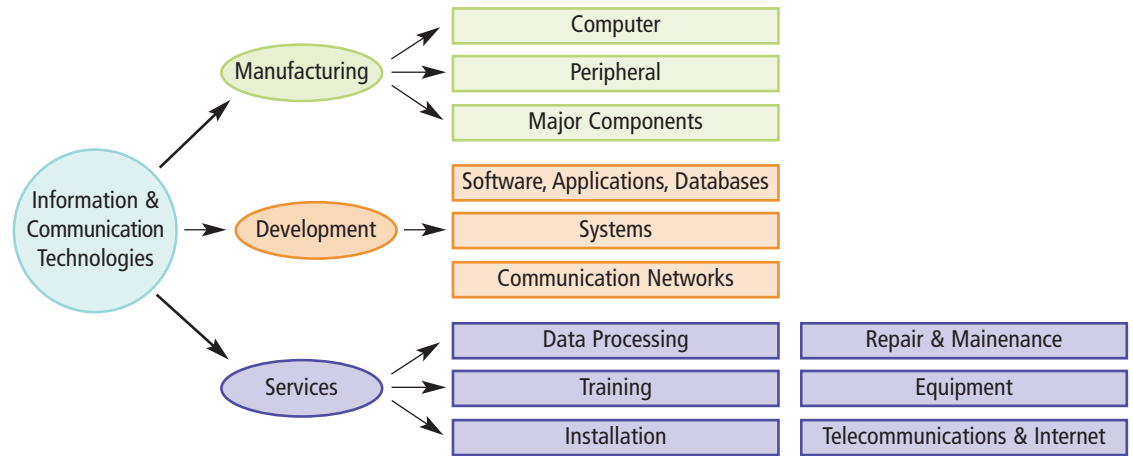 Information &
Communication
Technologies
Manufacturing
Computer
Peripheral
Major Components
Development
Software, Applications, Databases
Systems
Communication Networks
Services
Data Processing
Training
Installation
Repair & Mainenance
Equipment
Telecommunications & Internet